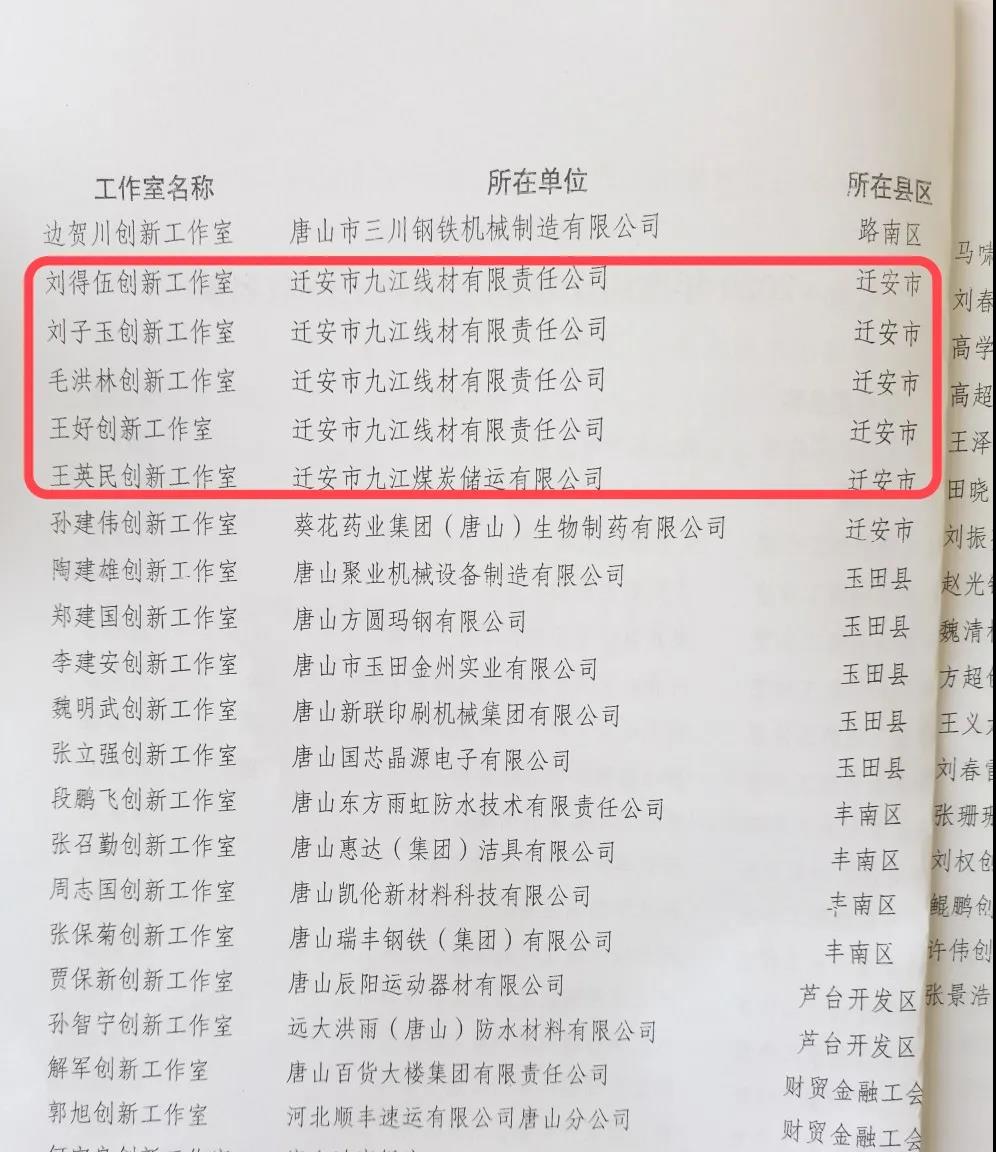 工作室名称 所在单位 所在县区
边贺川创新工作室 唐山市三川钢铁机械制造有限公司 路南区
刘得伍创新工作室 迁安市九江线材有限责任公司 迁安市
刘子玉创新工作室 迁安市九江线材有限责任公司 迁安市
毛洪林创新工作室 迁安市九江线材有限责任公司 迁安市
王好创新工作室 迁安市九江线材有限责任公司 迁安市
王英民创新工作室 迁安市九江煤炭储运有限公司 迁安市
孙建伟创新工作室 葵花药业集团（唐山）生物制药有限公司 迁安市
陶建雄创新工作室 唐山聚业机械设备制造有限公司 玉田县
郑建国创新工作室 唐山方圆玛钢有限公司 玉田县
李建安创新工作室 唐山市玉田金州实业有限公司 玉田县
魏明武创新工作室 唐山新联印刷机械集团有限公司 玉田县
张立强创新工作室 唐山国芯晶源电子有限公司 玉田县
段鹏飞创新工作室 唐山东方雨虹防水技术有限责任公司 丰南区
张召勤创新工作室 唐山惠达（集团）洁具有限公司 丰南区
周志国创新工作室 唐山凯伦新材料科技有限公司 丰南区
张保菊创新工作室 唐山瑞丰钢铁（集团）有限公司 丰南区
贾保新创新工作室 唐山辰阳运动器材有限公司 芦台开发区
孙智宁创新工作室 远大洪雨（唐山）防水材料有限公司 芦台开发区
解军创新工作室 唐山百货大楼集团有限责任公司 财贸金融工会
郭旭创新工作室 河北顺丰速运有限公司唐山分公司 财贸金融工会
马啸
刘春
高学
高超
王泽
田晓
刘振
赵光
魏清
方超
王义
刘春雷
张珊珊
刘权创
鲲鹏创
许伟创
张景浩